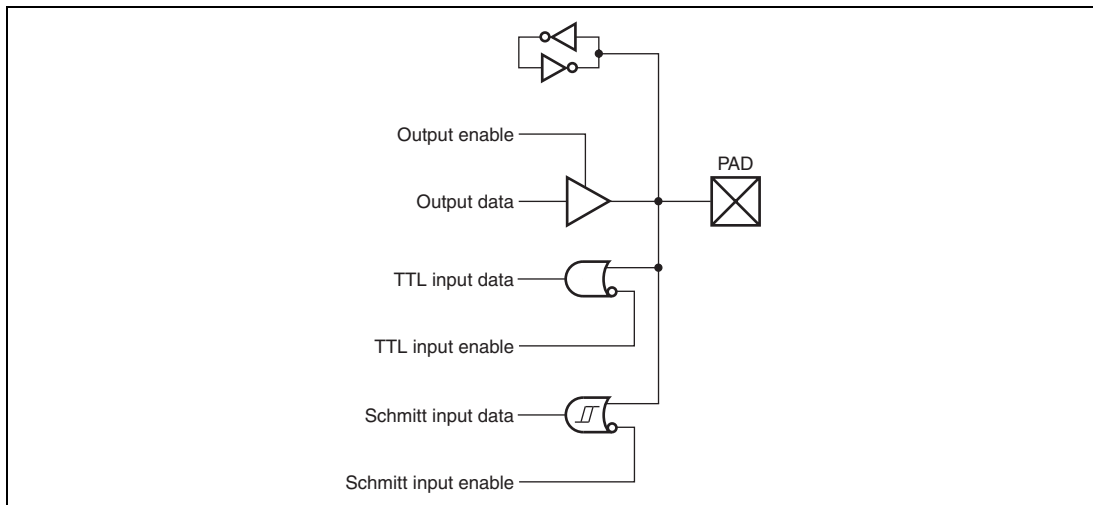 Output enable
PAD
Output data
TTL input data
TTL input enable
Schmitt input data
Schmitt input enable